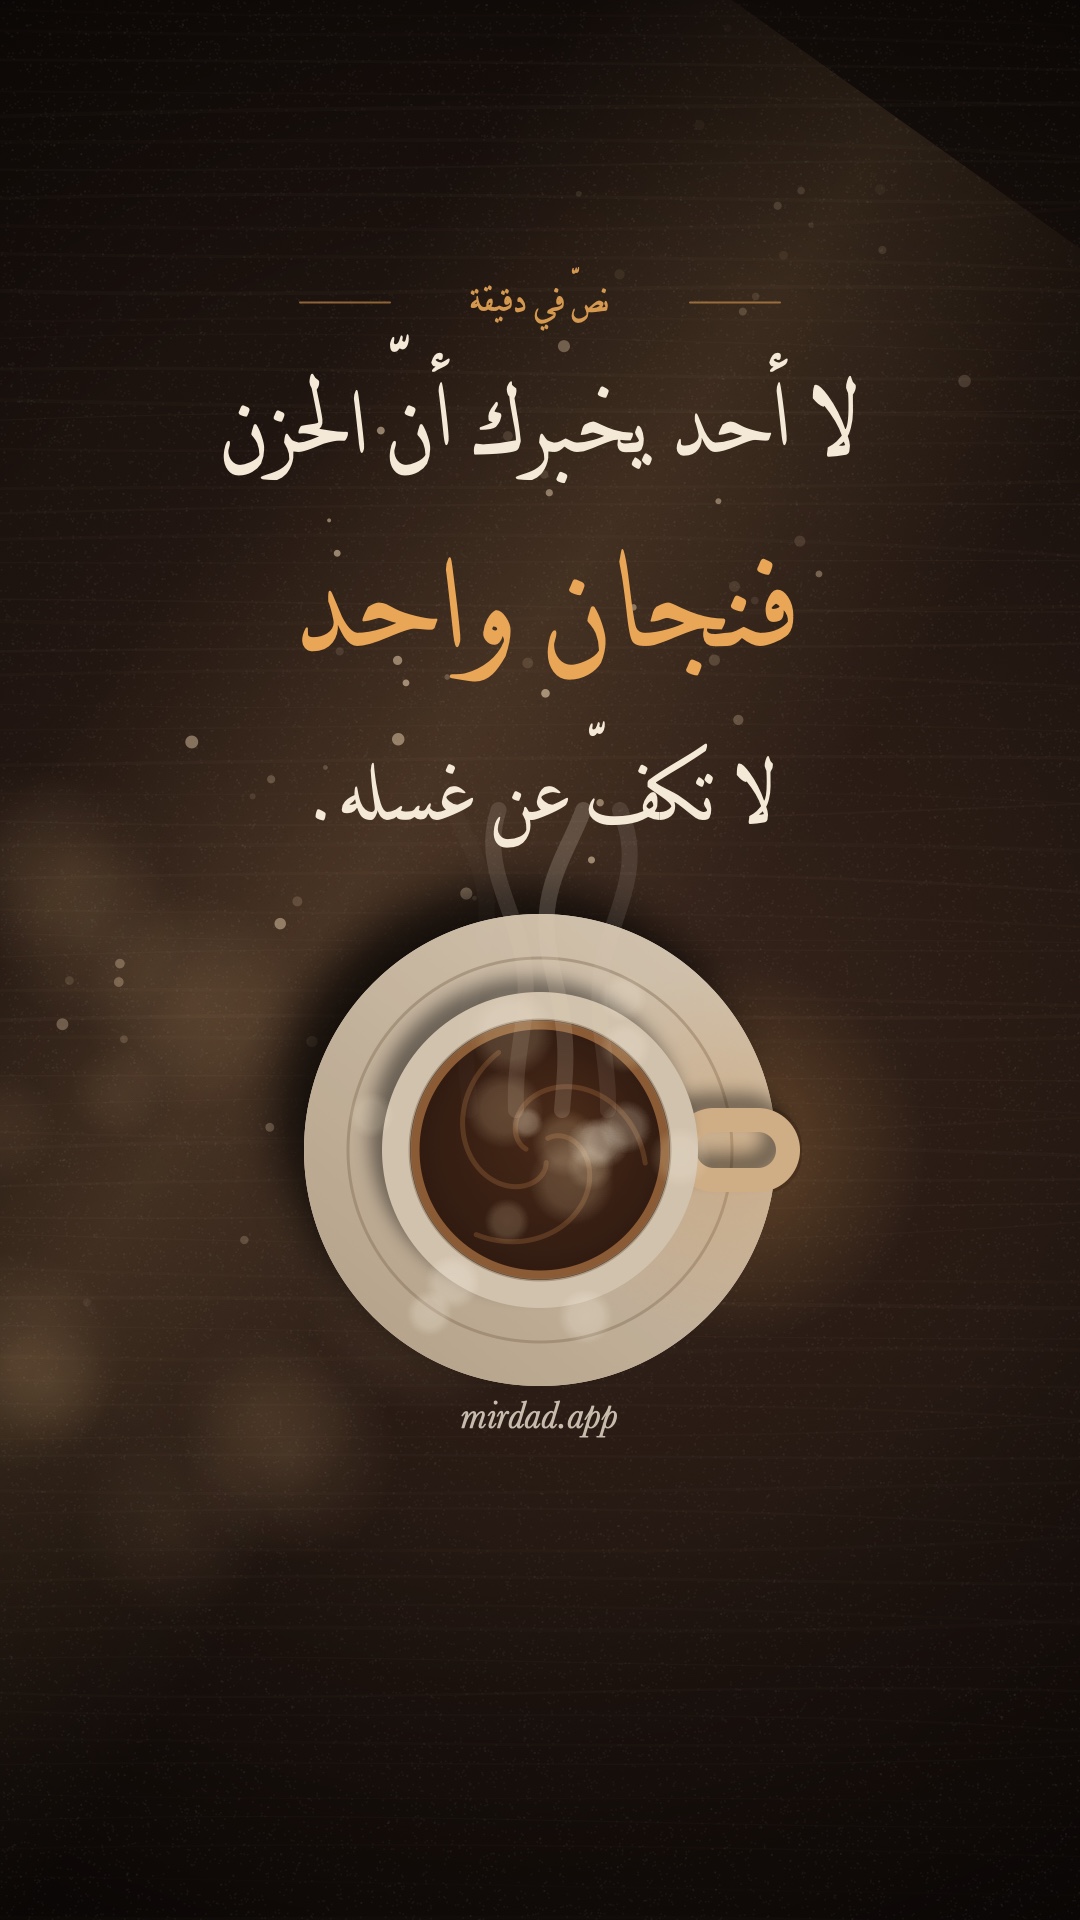 نصّ في دقيقة
لا أحد يخبرك أنّ الحزن
فنجان واحد
لا تكفّ عن غسله.
mirdad.app